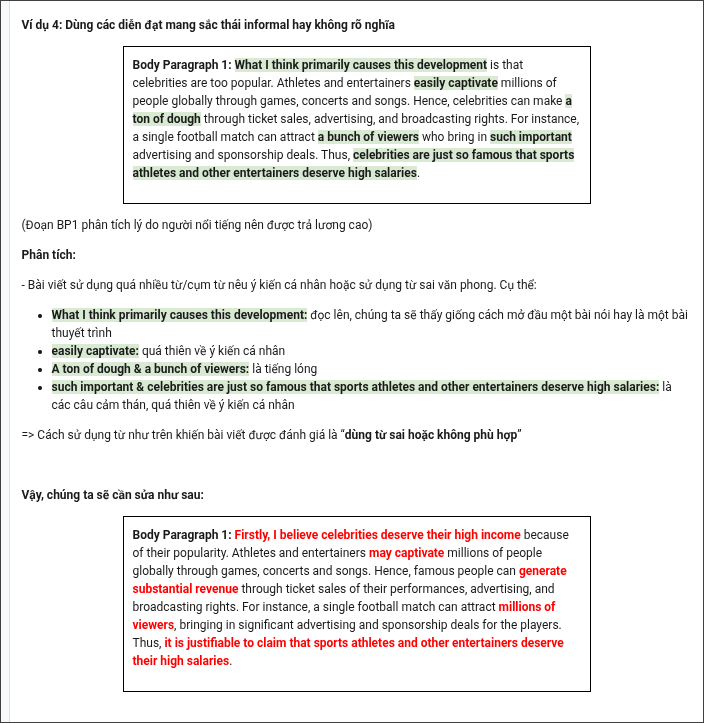 Ví dụ 4: Dùng các diễn đạt mang sắc thái informal hay không rõ nghĩa
Body Paragraph 1: What I think primarily causes this development is that
celebrities are too popular. Athletes and entertainers easily captivate millions of
people globally through games, concerts and songs. Hence, celebrities can make a
ton of dough through ticket sales, advertising, and broadcasting rights. For instance,
a single football match can attract a bunch of viewers who bring in such important
advertising and sponsorship deals. Thus, celebrities are just so famous that sports
athletes and other entertainers deserve high salaries.
(Đoạn BP1 phân tích lý do người nổi tiếng nên được trả lương cao)
Phân tích:
- Bài viết sử dụng quá nhiều từ/cụm từ nêu ý kiến cá nhân hoặc sử dụng từ sai văn phong. Cụ thể:
• What I think primarily causes this development: đọc lên, chúng ta sẽ thấy giống cách mở đầu một bài nói hay là một bài
thuyết trình
• easily captivate: quá thiên về ý kiến cá nhân
• A ton of dough & a bunch of viewers: là tiếng lóng
• such important & celebrities are just so famous that sports athletes and other entertainers deserve high salaries: là
các câu cảm thán, quá thiên về ý kiến cá nhân
=> Cách sử dụng từ như trên khiến bài viết được đánh giá là “dùng từ sai hoặc không phù hợp”
Vậy, chúng ta sẽ cần sửa như sau:
Body Paragraph 1: Firstly, I believe celebrities deserve their high income because
of their popularity. Athletes and entertainers may captivate millions of people
globally through games, concerts and songs. Hence, famous people can generate
substantial revenue through ticket sales of their performances, advertising, and
broadcasting rights. For instance, a single football match can attract millions of
viewers, bringing in significant advertising and sponsorship deals for the players.
Thus, it is justifiable to claim that sports athletes and other entertainers deserve
their high salaries.